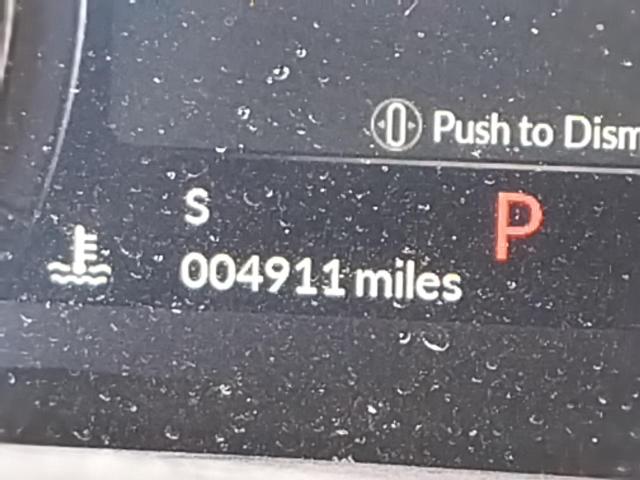 Push to Dism
S
P
004911 miles